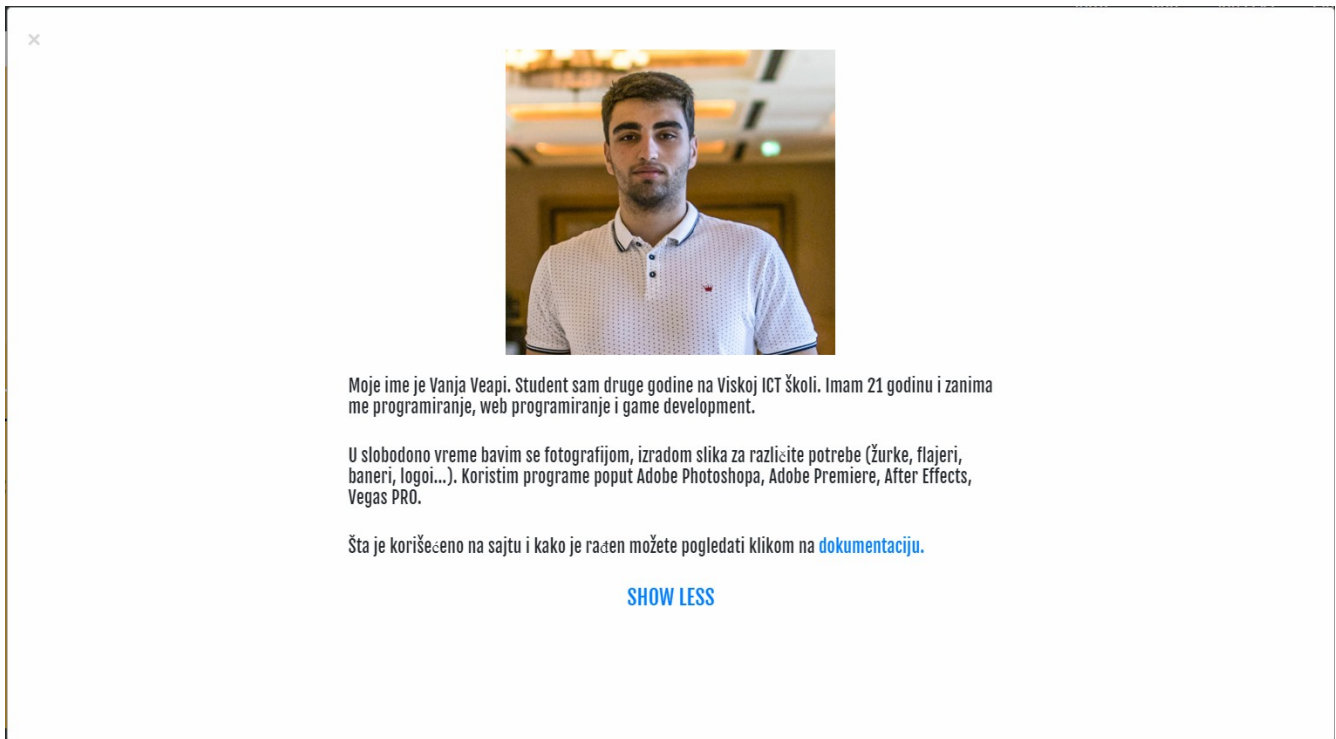 ×
Moje ime je Vanja Veapi. Student sam druge godine na Viskoj ICT školi. Imam 21 godinu i zanima
me programiranje, web programiranje i game development.
U slobodono vreme bavim se fotografijom, izradom slika za različite potrebe (žurke, flajeri,
baneri, logoi...). Koristim programe poput Adobe Photoshopa, Adobe Premiere, After Effects,
Vegas PRO.
Šta je korišećeno na sajtu i kako je rađen možete pogledati klikom na dokumentaciju.
SHOW LESS